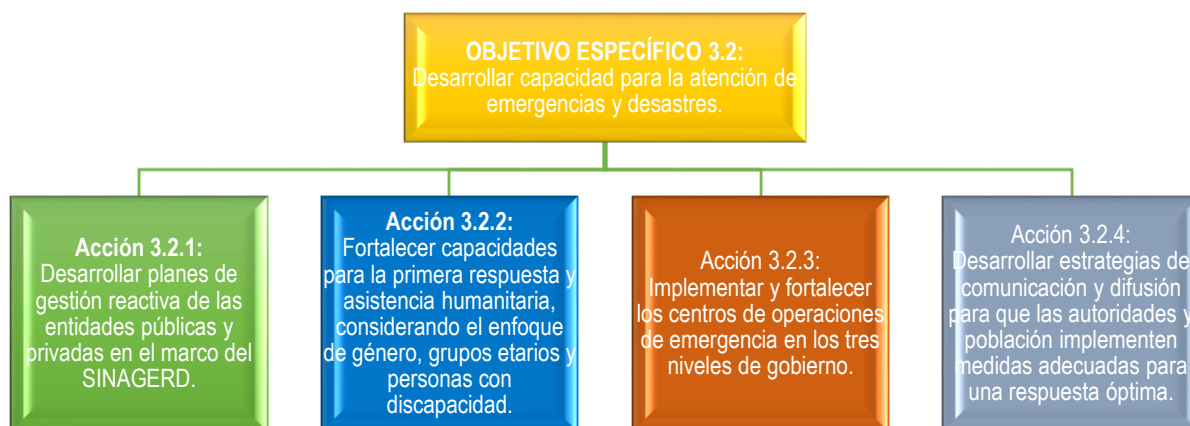 OBJETIVO ESPECÍFICO 3.2:
Desarrollar capacidad para la atención de
emergencias y desastres.
Acción 3.2.1:
Desarrollar planes de
gestión reactiva de las
entidades públicas y
privadas en el marco del
SINAGERD.
Acción 3.2.2:
Fortalecer capacidades
para la primera respuesta y
asistencia humanitaria,
considerando el enfoque
de género, grupos etarios y
personas con
discapacidad.
Acción 3.2.3:
Implementar y fortalecer
los centros de operaciones
de emergencia en los tres
niveles de gobierno.
Acción 3.2.4:
Desarrollar estrategias de
comunicación y difusión
para que las autoridades y
población implementen
medidas adecuadas para
una respuesta óptima.